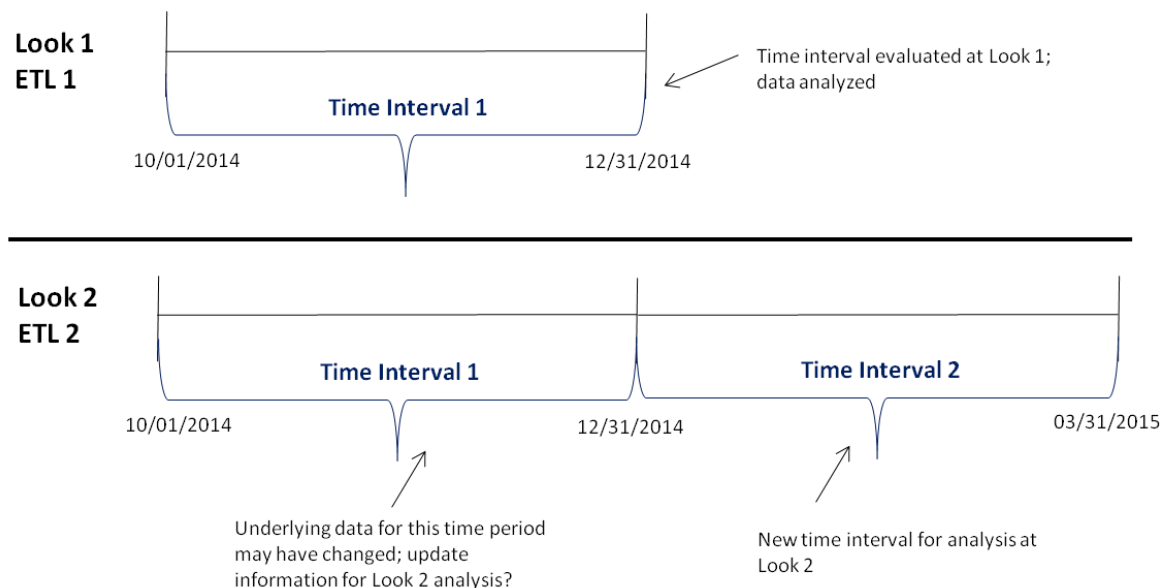 Look 1
ETL 1
Time interval evaluated at Look 1;
data analyzed
Time Interval 1
10/01/2014
12/31/2014
Look 2
ETL 2
Time Interval 1
Time Interval 2
10/01/2014
12/31/2014
03/31/2015
Underlying data for this time period
may have changed; update
information for Look 2 analysis?
New time interval for analysis at
Look 2